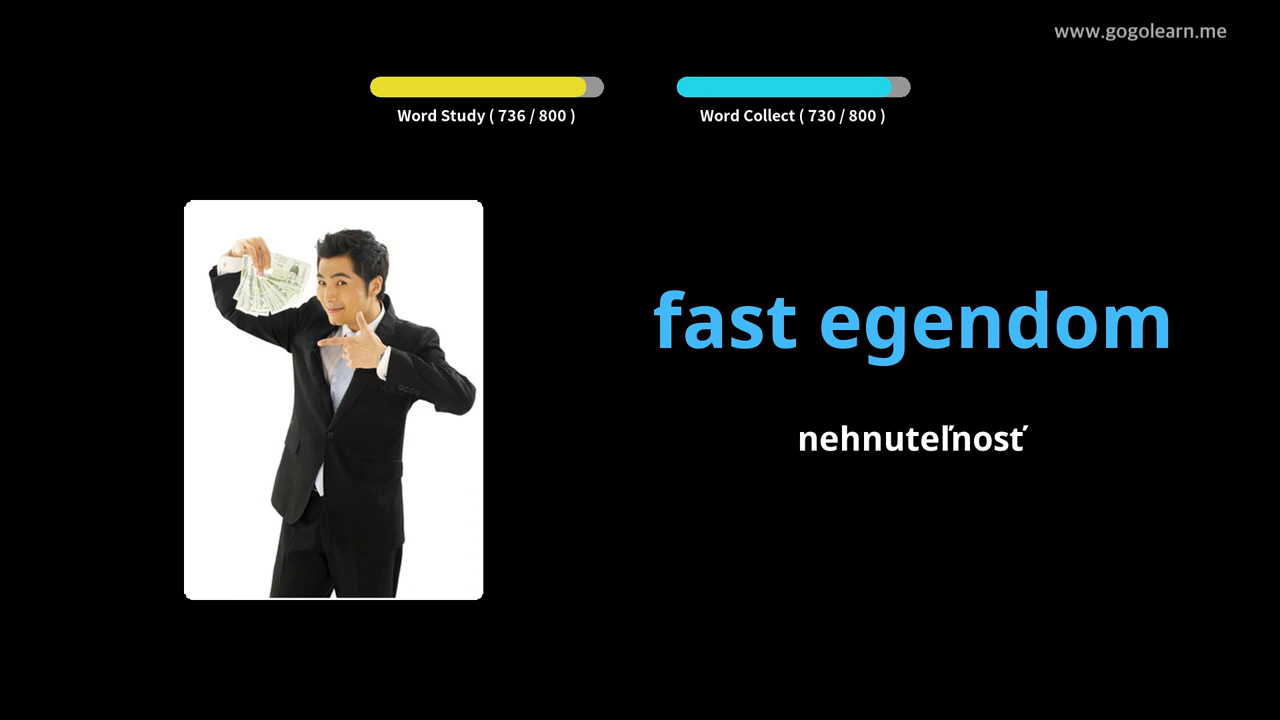 www.gogolearn.me
Word Study ( 736 / 800 )
Word Collect ( 730 / 800 )
fast egendom
nehnuteľnosť